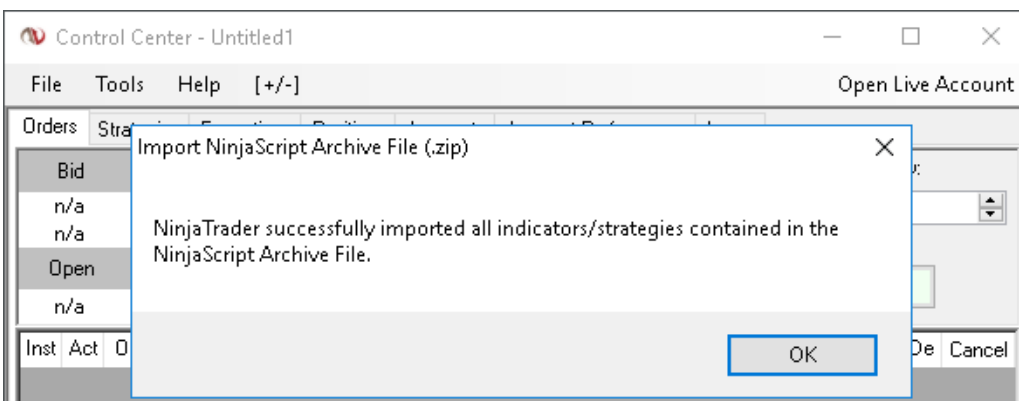 Control Center - Untitled1
File Tools Help [+/-] Open Live Account
Orders
Import NinjaScript Archive File (.zip)
Bid
n/a
n/a
NinjaTrader successfully imported all indicators/strategies contained in the
NinjaScript Archive File.
Open
n/a
OK
Inst Act De Cancel